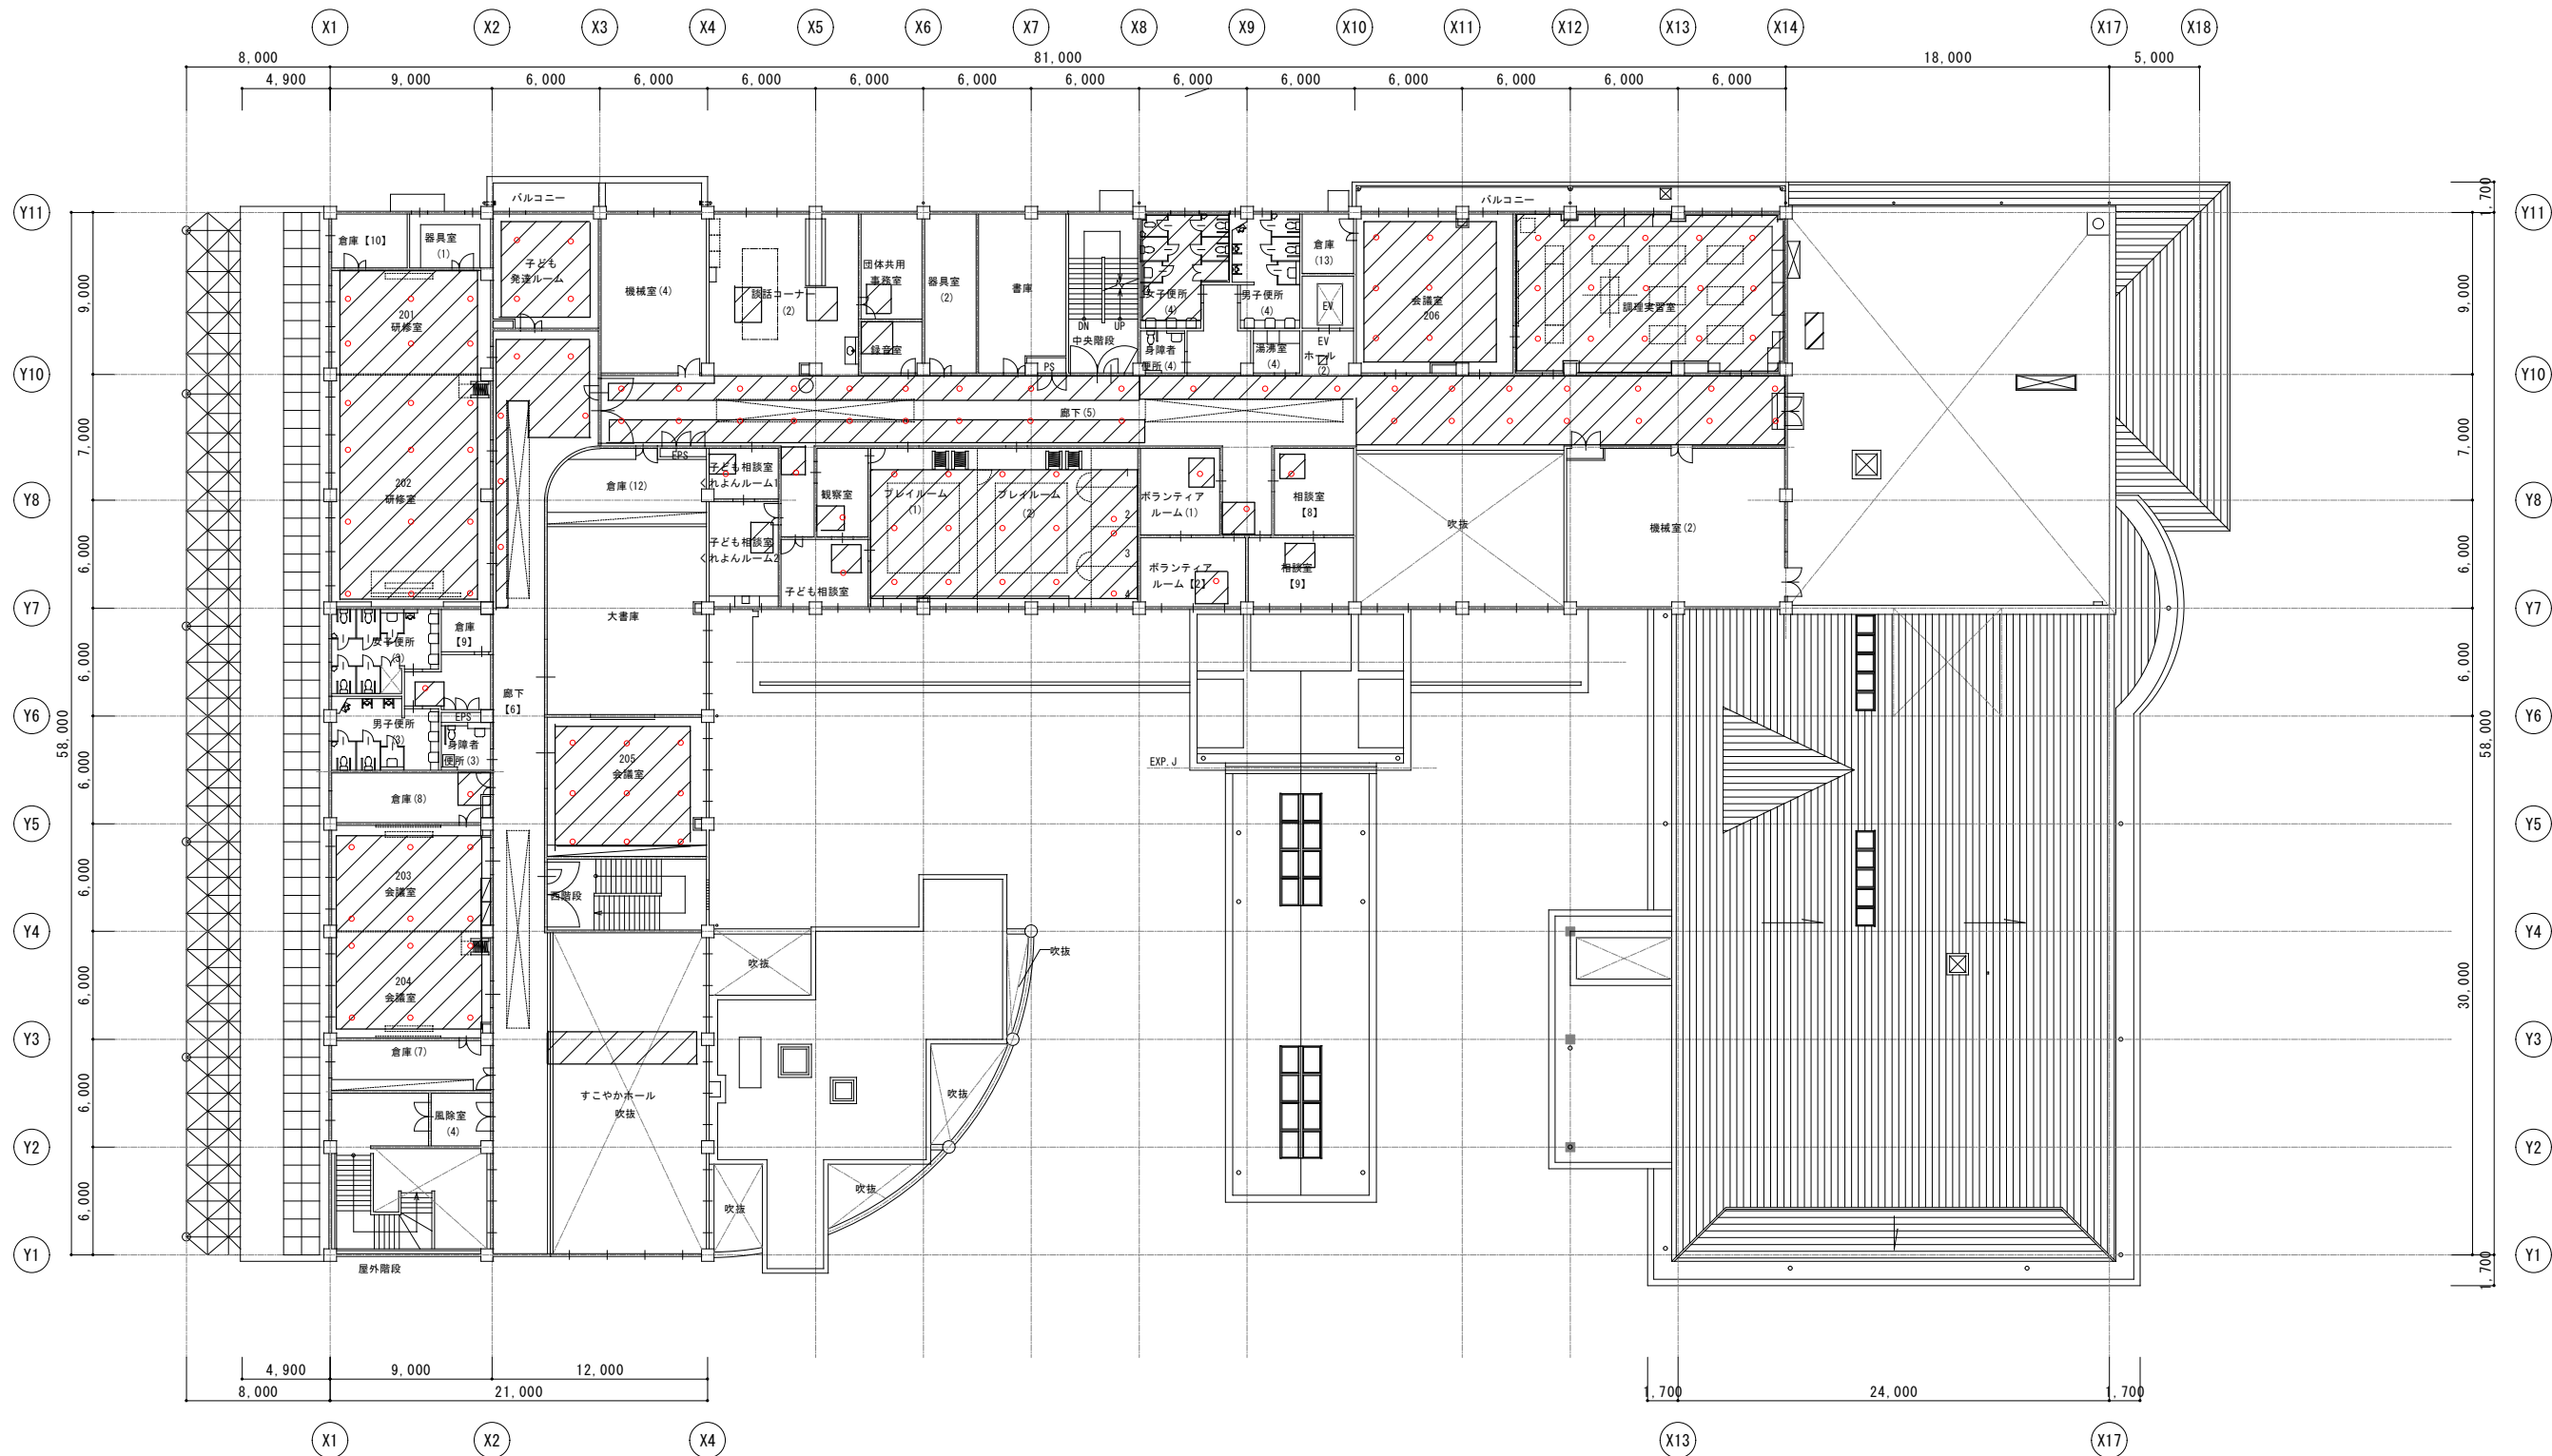 X1 X2 X3 X4 X5 X6 X7 X8 X9 X10 X11 X12 X13 X14 X17 X18
8,000 81,000 18,000 5,000
4,900 9,000 6,000 6,000 6,000 6,000 6,000 6,000 6,000 6,000 6,000 6,000 6,000 6,000
1,700
バルコニー
バルコニー
Y11
Y11
倉庫【10】
器具室
(1)
子ども
発達ルーム
機械室(4)
談話コーナー
(2)
団体共用
事務室
録音室
器具室
(2)
書庫
DN UP
中央階段
PS
女子便所
(4)
男子便所
(4)
身障者
便所(4)
湯沸室
(4)
倉庫
(13)
EV
EV
ホール
(2)
会議室
206
調理実習室
9,000
9,000
201
研修室
Y10
Y10
廊下(5)
7,000
7,000
EPS
子ども相談室
くれよんルーム1
倉庫(12)
観察室
プレイルーム
(1)
プレイルーム
(2)
1
2
3
4
ボランティア
ルーム(1)
相談室
【8】
吹抜
機械室(2)
202
研修室
Y8
Y8
子ども相談室
くれよんルーム2
子ども相談室
ボランティア
ルーム【2】
相談室
【9】
6,000
6,000
Y7
Y7
大書庫
女子便所
(3)
倉庫
【9】
6,000
6,000
廊下
【6】
Y6
Y6
男子便所
(3)
EPS
身障者
便所(3)
58,000
58,000
6,000
205
会議室
EXP.J
倉庫(8)
Y5
Y5
203
会議室
6,000
西階段
Y4
Y4
吹抜
吹抜
204
会議室
6,000
30,000
Y3
Y3
倉庫(7)
すこやかホール
吹抜
吹抜
6,000
風除室
(4)
Y2
Y2
吹抜
吹抜
6,000
Y1
Y1
屋外階段
1,700
4,900 9,000 12,000
8,000 21,000
1,700 24,000 1,700
X1 X2 X4 X13 X17